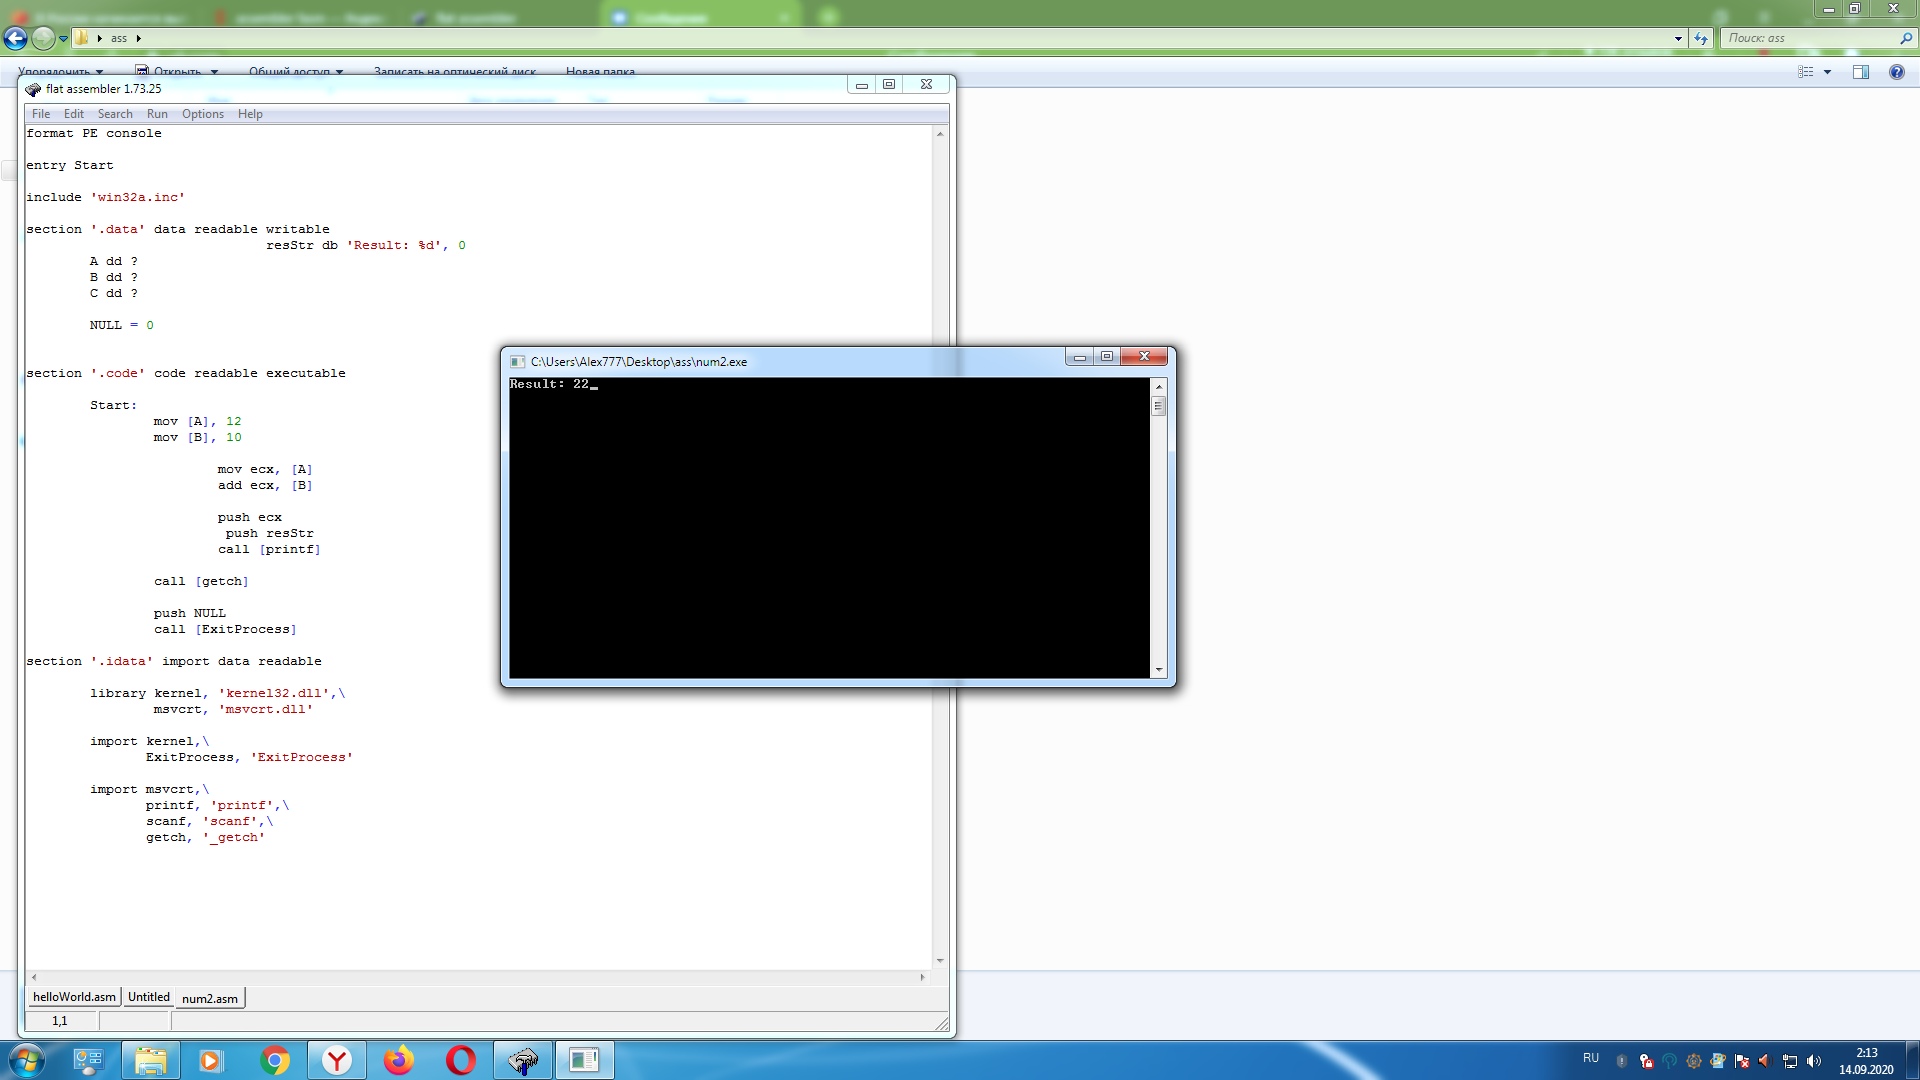 ass
Поиск: ass
Упорядочить
Открыть
Общий доступ
Записать на оптический диск
Новая папка
flat assembler 1.73.25
File Edit Search Run Options Help
format PE console
entry Start
include 'win32a.inc'
section '.data' data readable writable
resStr db 'Result: %d', 0
A dd ?
B dd ?
C dd ?
NULL = 0
section '.code' code readable executable
Start:
mov [A], 12
mov [B], 10
mov ecx, [A]
add ecx, [B]
push ecx
push resStr
call [printf]
call [getch]
push NULL
call [ExitProcess]
section '.idata' import data readable
library kernel, 'kernel32.dll',\
msvcrt, 'msvcrt.dll'
import kernel,\
ExitProcess, 'ExitProcess'
import msvcrt,\
printf, 'printf',\
scanf, 'scanf',\
getch, '_getch'
helloWorld.asm Untitled num2.asm
1,1
C:\Users\Alex777\Desktop\ass\num2.exe
Result: 22_
RU
2:13
14.09.2020